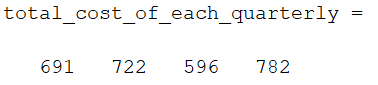 total_cost_of_each_quarterly =
691 722 596 782